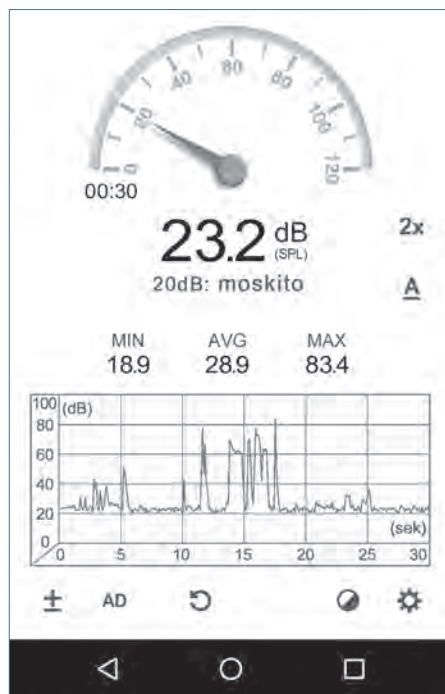 0 20 40 60 80 100 120
00:30
23.2 dB
(SPL)
2x
20dB: moskito
A
MIN AVG MAX
18.9 28.9 83.4
100 (dB)
80
60
40
20
0
(sek)
0 5 10 15 20 25 30
± AD